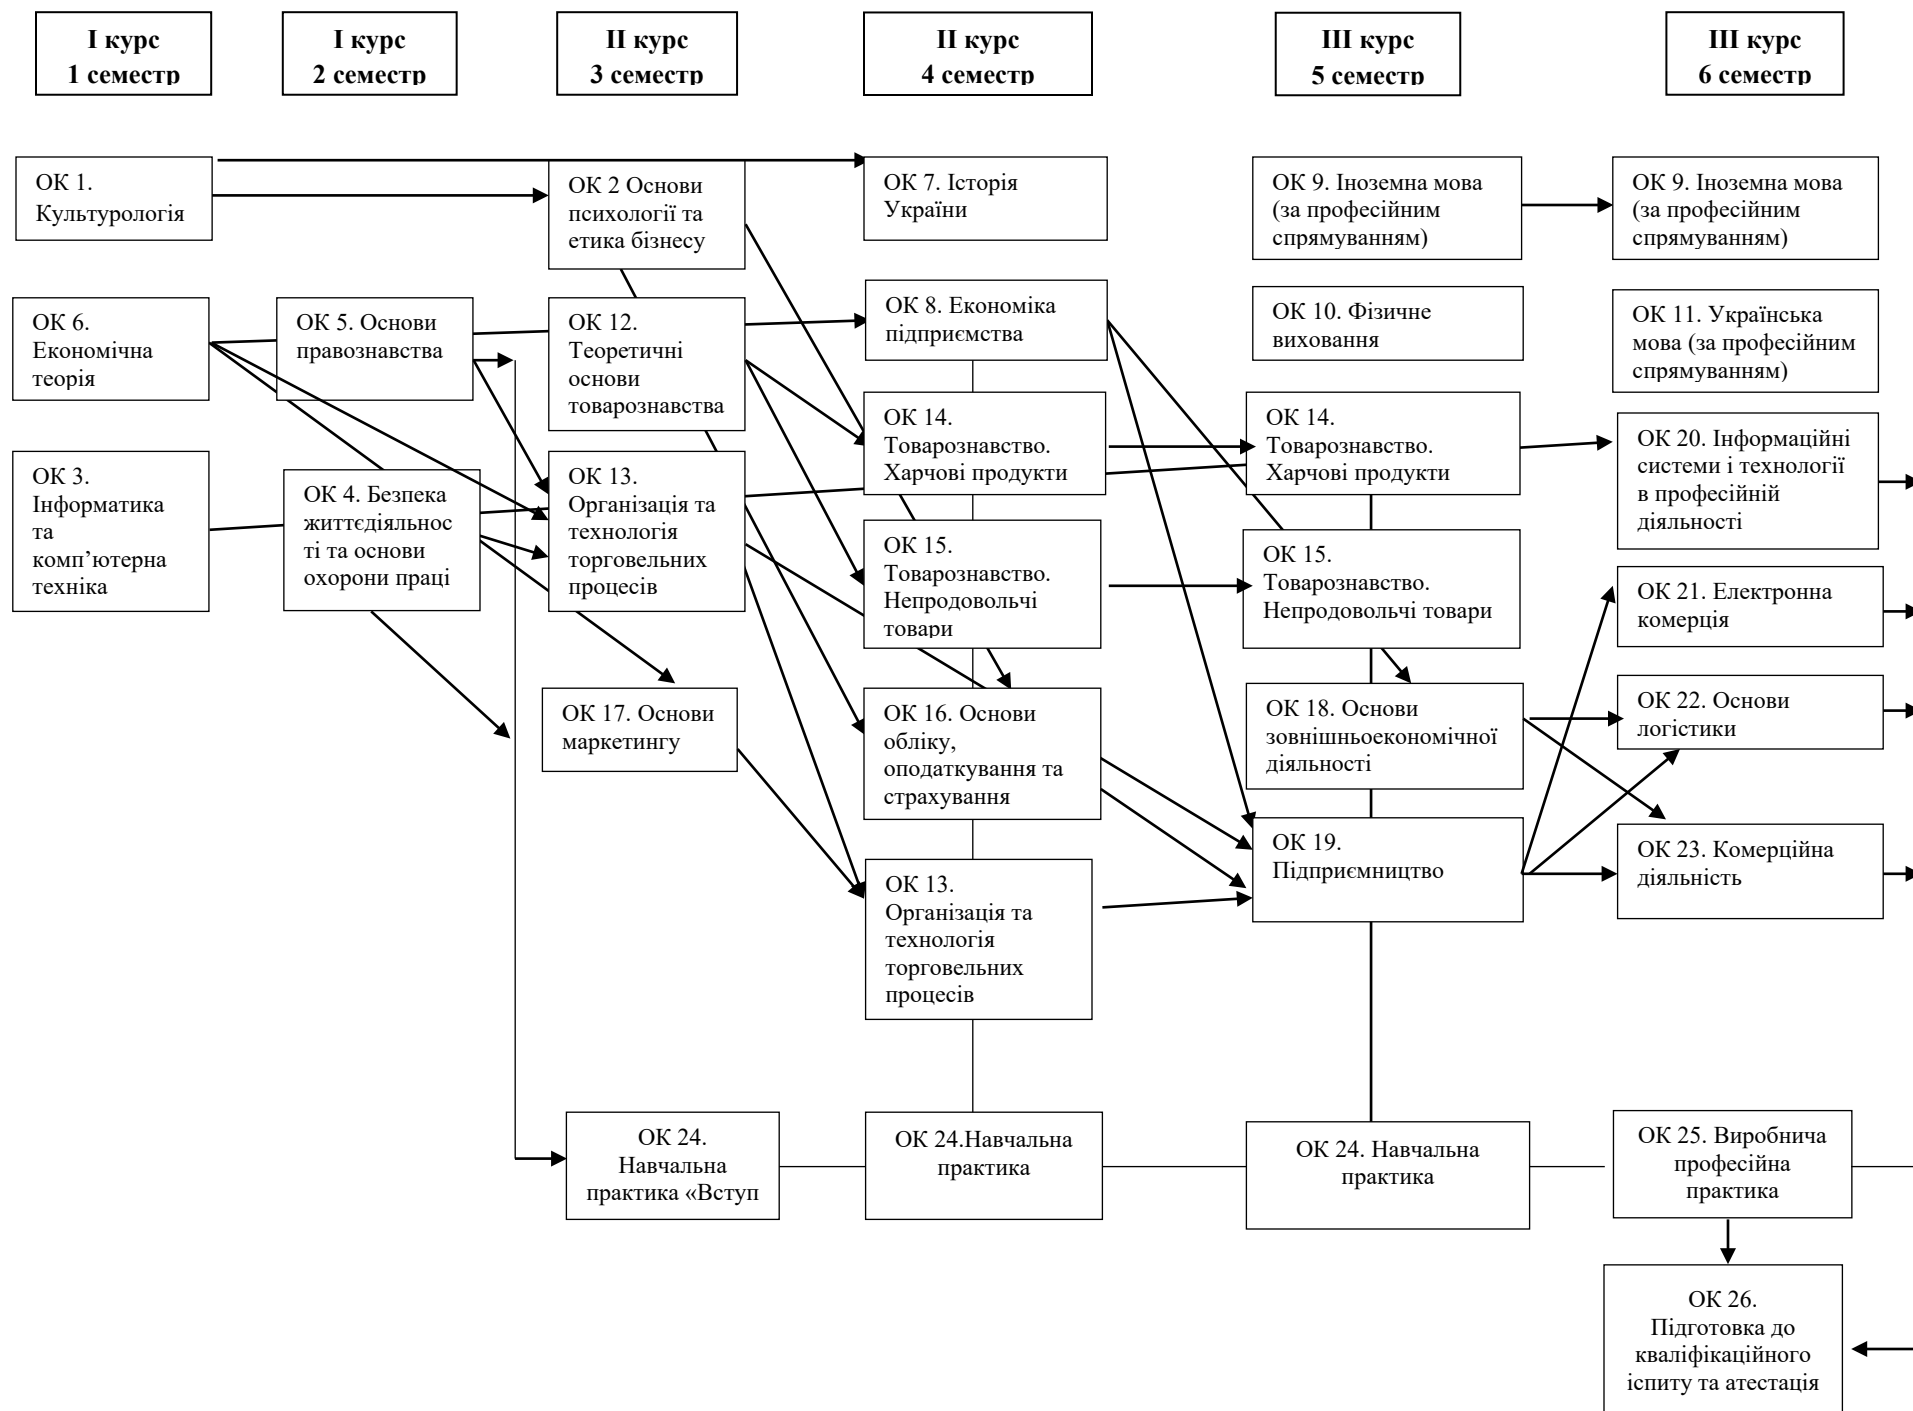 І курс
1 семестр
І курс
2 семестр
ІІ курс
3 семестр
ІІ курс
4 семестр
ІІІ курс
5 семестр
ІІІ курс
6 семестр
ОК 1.
Культурологія
ОК 2 Основи
психології та
етика бізнесу
ОК 7. Історія
України
ОК 9. Іноземна мова
(за професійним
спрямуванням)
ОК 9. Іноземна мова
(за професійним
спрямуванням)
ОК 6.
Економічна
теорія
ОК 5. Основи
правознавства
ОК 12.
Теоретичні
основи
товарознавства
ОК 8. Економіка
підприємства
ОК 10. Фізичне
виховання
ОК 11. Українська
мова (за професійним
спрямуванням)
ОК 14.
Товарознавство.
Харчові продукти
ОК 14.
Товарознавство.
Харчові продукти
ОК 20. Інформаційні
системи і технології
в професійній
діяльності
ОК 3.
Інформатика
та
комп’ютерна
техніка
ОК 4. Безпека
життєдіяльнос
ті та основи
охорони праці
ОК 13.
Організація та
технологія
торговельних
процесів
ОК 15.
Товарознавство.
Непродовольчі
товари
ОК 15.
Товарознавство.
Непродовольчі товари
ОК 21. Електронна
комерція
ОК 17. Основи
маркетингу
ОК 16. Основи
обліку,
оподаткування та
страхування
ОК 18. Основи
зовнішньоекономічної
діяльності
ОК 22. Основи
логістики
ОК 13.
Організація та
технологія
торговельних
процесів
ОК 19.
Підприємництво
ОК 23. Комерційна
діяльність
ОК 24.
Навчальна
практика «Вступ
ОК 24.Навчальна
практика
ОК 24. Навчальна
практика
ОК 25. Виробнича
професійна
практика
ОК 26.
Підготовка до
кваліфікаційного
іспиту та атестація